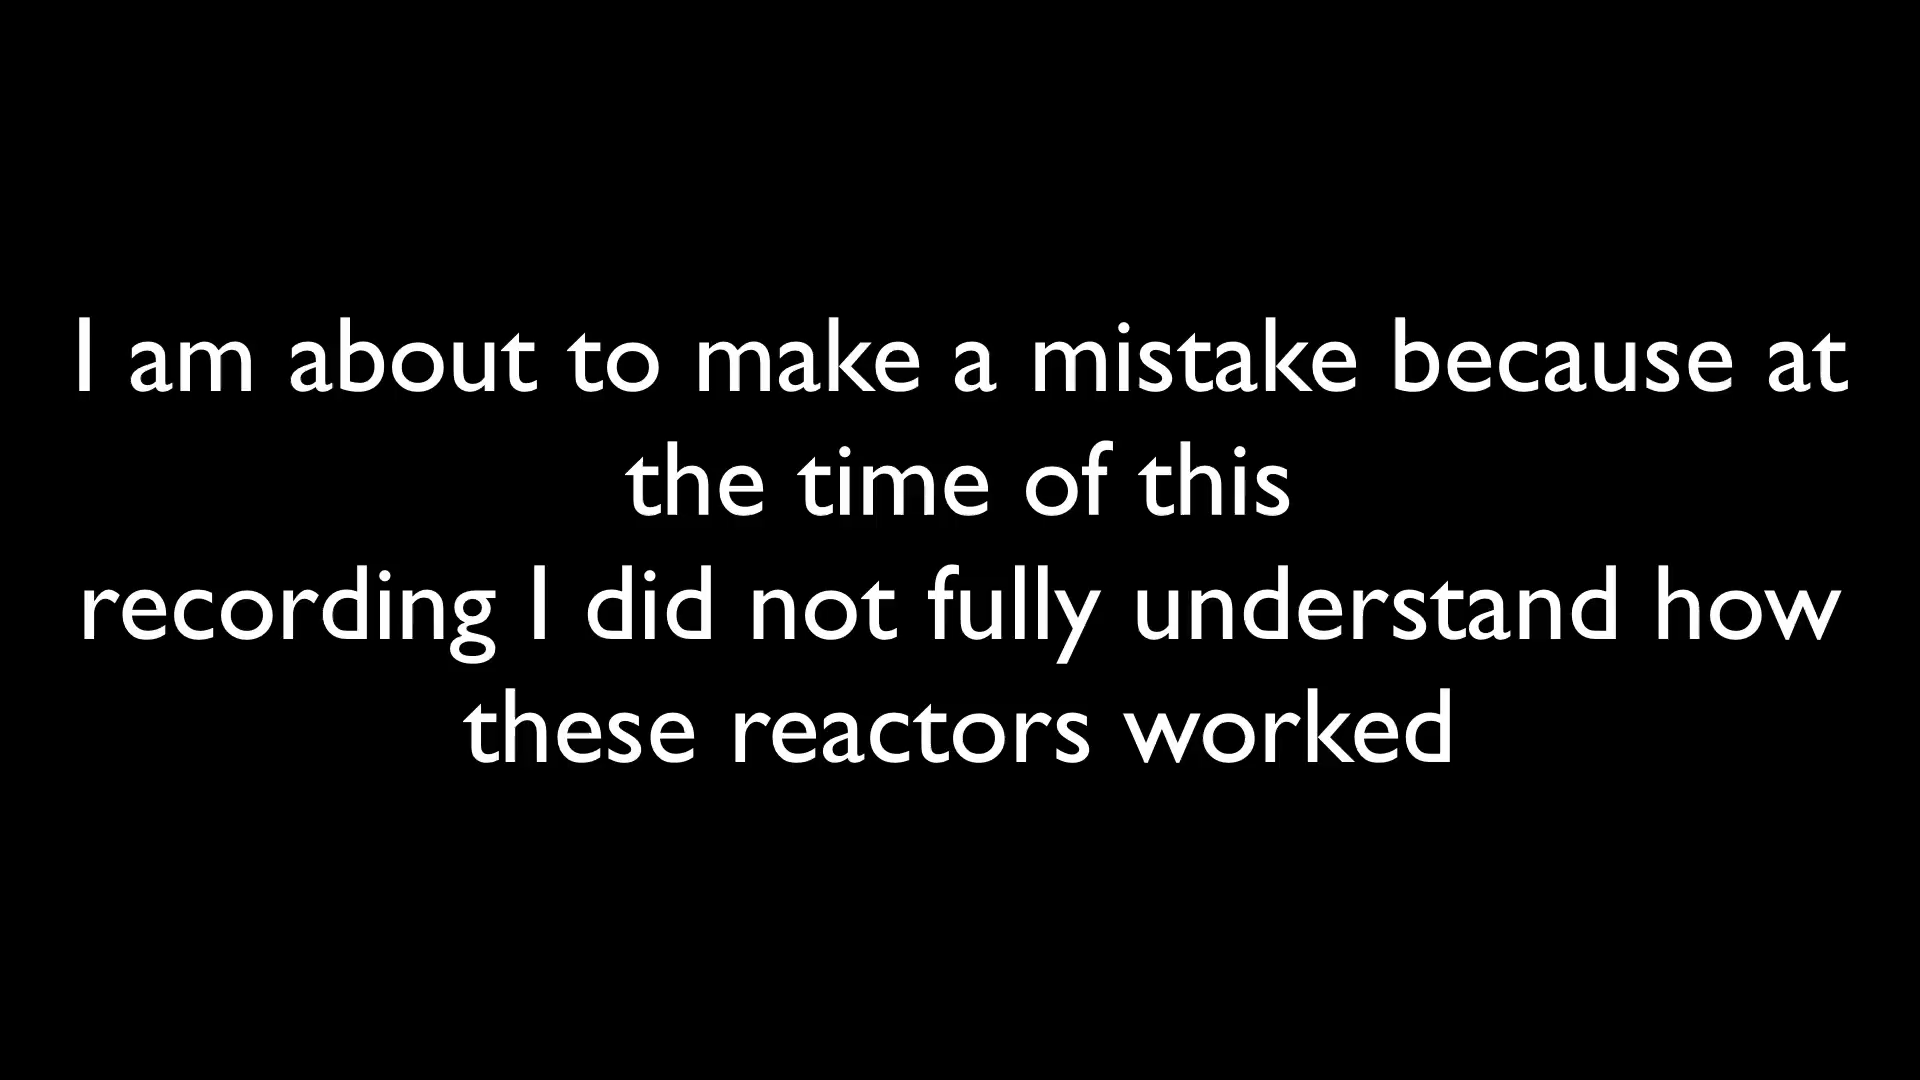 I am about to make a mistake because at
the time of this
recording I did not fully understand how
these reactors worked